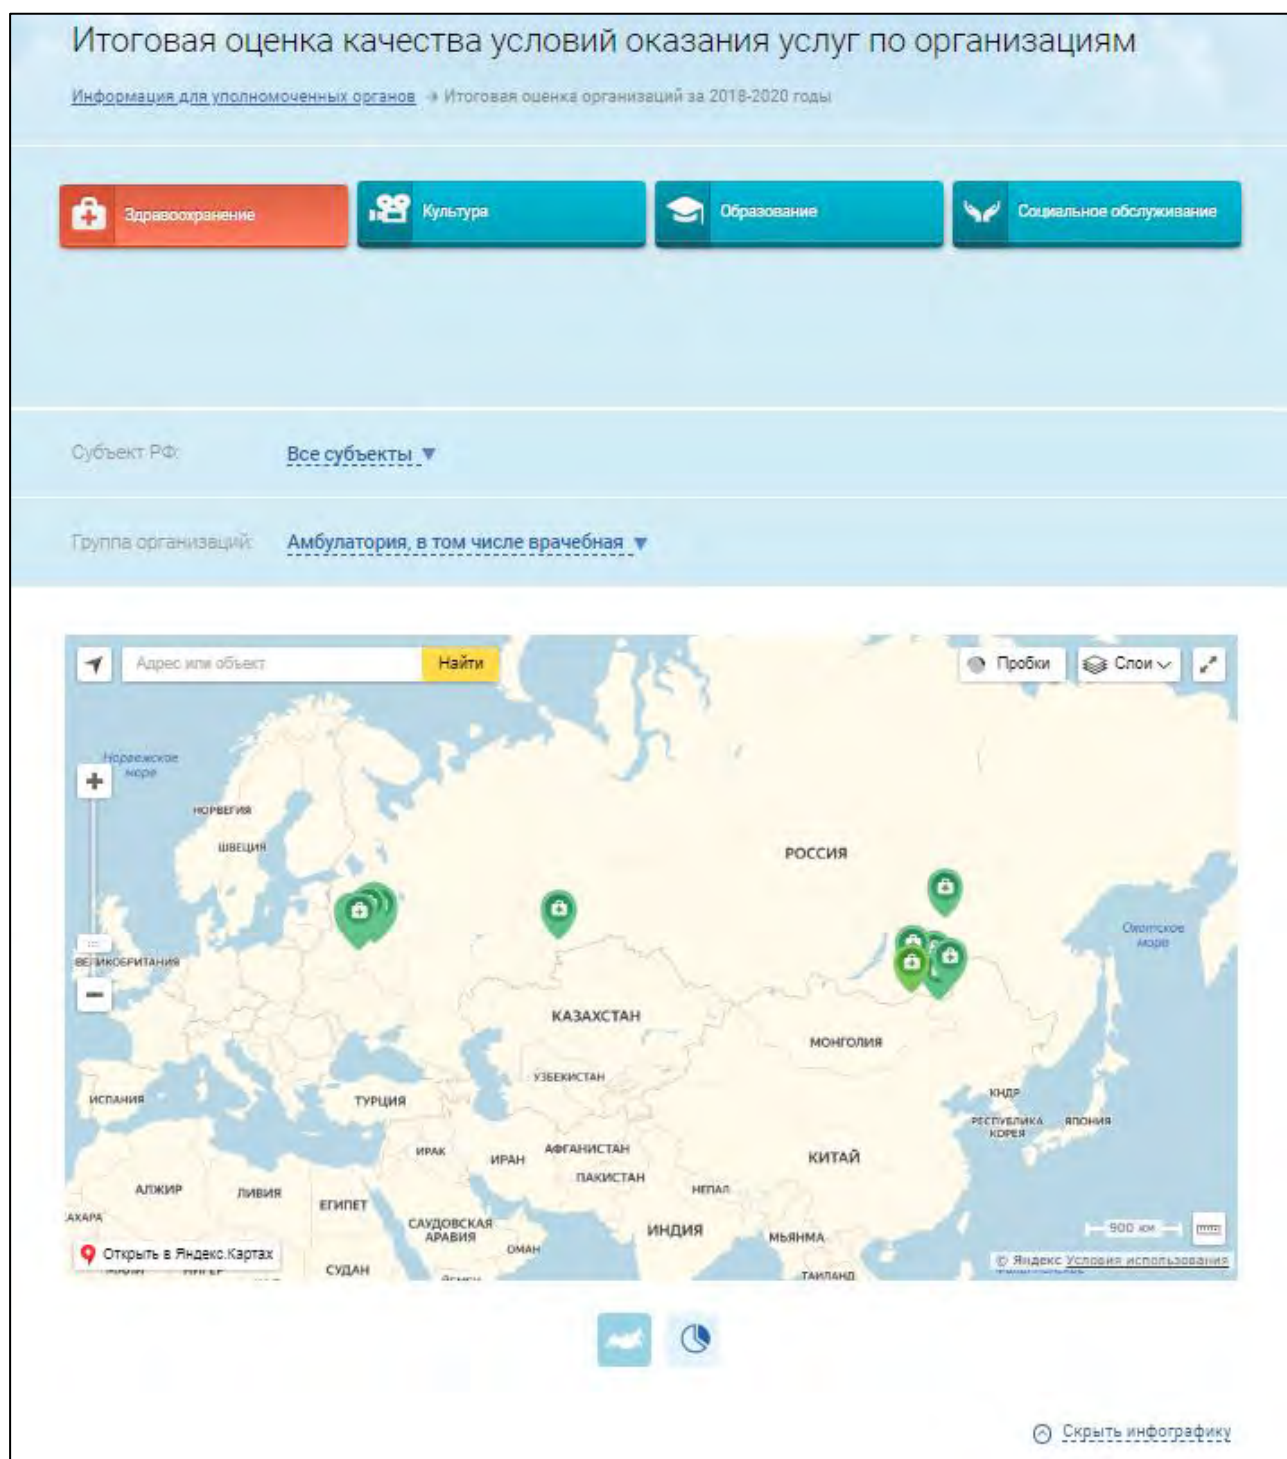 Итоговая оценка качества условий оказания услуг по организациям
Информация для уполномоченных органов → Итоговая оценка организаций за 2018-2020 годы
Здравоохранение
Культура
Образование
Социальное обслуживание
Субъект РФ: Все субъекты ▼
Группа организаций: Амбулатория, в том числе врачебная ▼
Адрес или объект
Найти
Пробки
Слои
Норвежское
море
НОРВЕГИЯ
ШВЕЦИЯ
РОССИЯ
Охотское
море
ВЕЛИКОБРИТАНИЯ
КАЗАХСТАН
МОНГОЛИЯ
УЗБЕКИСТАН
ИСПАНИЯ
ТУРЦИЯ
КНДР
РЕСПУБЛИКА
КОРЕЯ
ЯПОНИЯ
ИРАК
ИРАН
АФГАНИСТАН
КИТАЙ
ПАКИСТАН
НЕПАЛ
АЛЖИР
ЛИВИЯ
ЕГИПЕТ
АХАРА
САУДОВСКАЯ
АРАВИЯ
ОМАН
ИНДИЯ
МЬЯНМА
900 км
Открыть в Яндекс.Картах
СУДАН
© Яндекс Условия использования
ТАИЛАНД
Скрыть инфографику